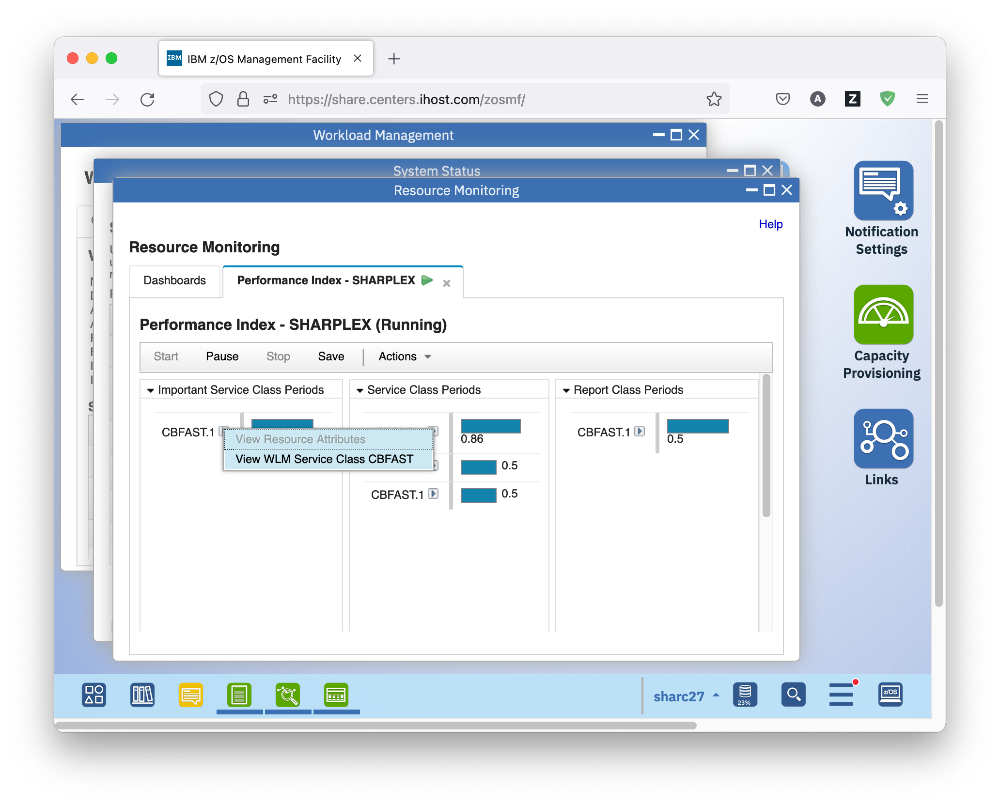 IBM
IBM z/OS Management Facility
https://share.centers.ihost.com/zosmf/
A
Z
Workload Management
System Status
Resource Monitoring
Help
Resource Monitoring
Dashboards
Performance Index - SHARPLEX
Performance Index - SHARPLEX (Running)
Start Pause Stop Save Actions
Important Service Class Periods
CBFAST.1
View Resource Attributes
View WLM Service Class CBFAST
Service Class Periods
0.86
0.5
CBFAST.1 0.5
Report Class Periods
CBFAST.1 0.5
Notification
Settings
Capacity
Provisioning
Links
sharc27
23%
z/OS